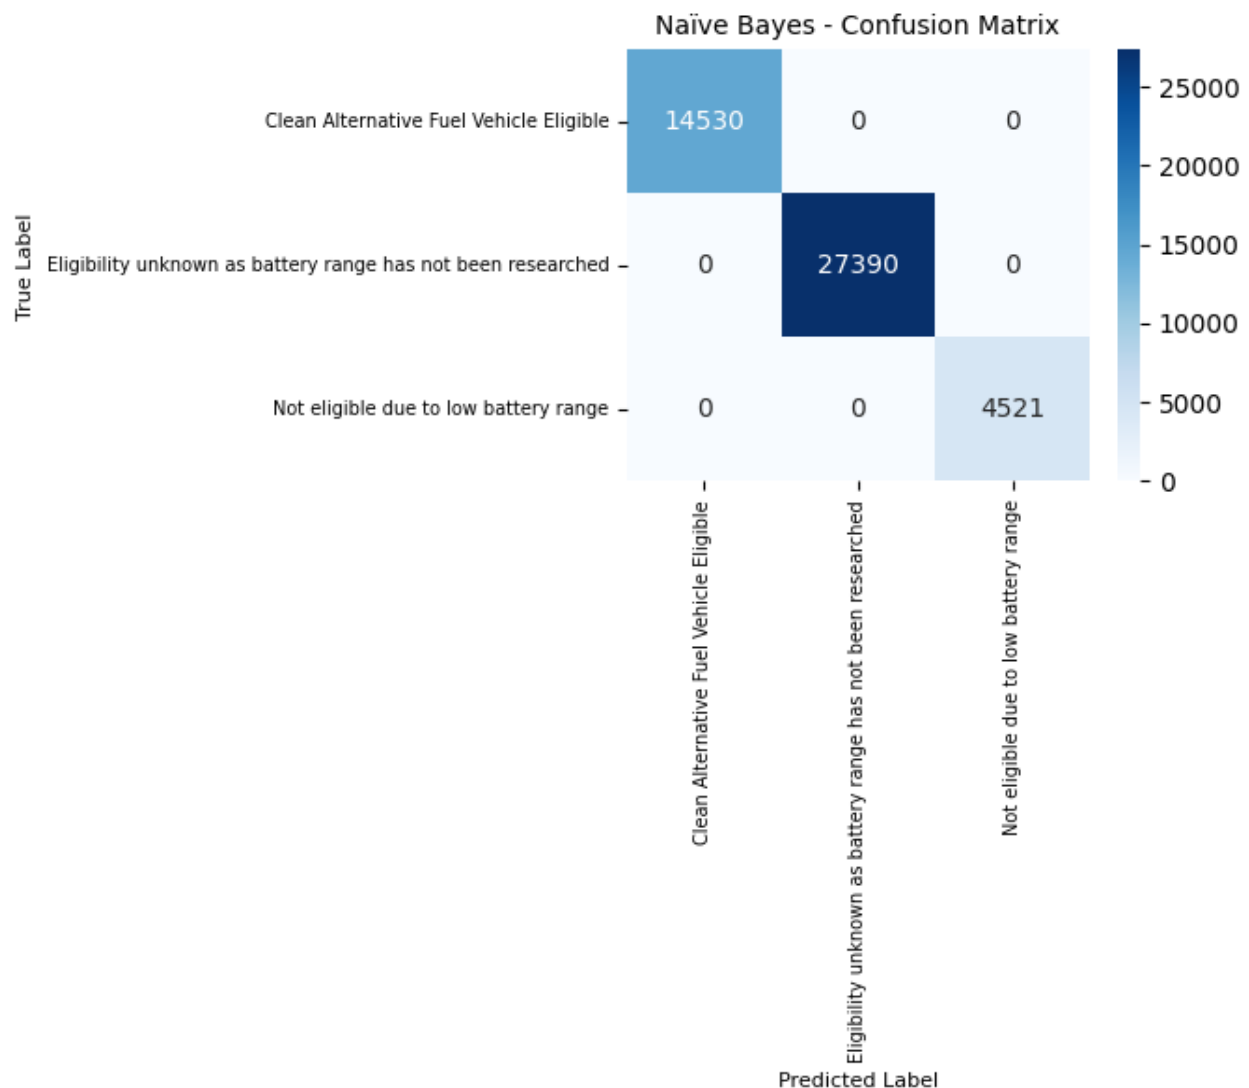 Naïve Bayes - Confusion Matrix
True Label
Clean Alternative Fuel Vehicle Eligible
14530 0 0
Eligibility unknown as battery range has not been researched
0 27390 0
Not eligible due to low battery range
0 0 4521
25000
20000
15000
10000
5000
0
Clean Alternative Fuel Vehicle Eligible
Eligibility unknown as battery range has not been researched
Not eligible due to low battery range
Predicted Label